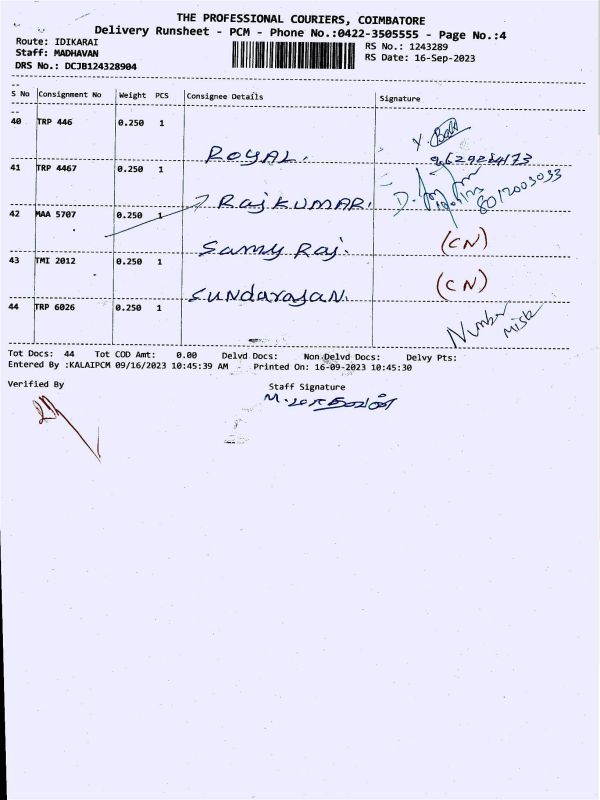 THE PROFESSIONAL COURIERS, COIMBATORE
Delivery Runsheet - PCM - Phone No.:0422-3505555 - Page No.:4
Route: IDIKARAI
Staff: MADHAVAN
DRS No.: DCJB124328904
RS No.: 1243289
RS Date: 16-Sep-2023
S No Consignment No Weight PCS Consignee Details Signature
40 TRP 446 0.250 1
ROYAL. 9629284173
41 TRP 4467 0.250 1
RajKUMAR. 8012003033
42 MAA 5707 0.250 1
Samy Raj. (CN)
43 TMI 2012 0.250 1
Sundarajan. (CN)
44 TRP 6026 0.250 1
Number
Tot Docs: 44 Tot COD Amt: 0.00 Delvd Docs: Non Delvd Docs: Delvy Pts:
Entered By :KALAIPCM 09/16/2023 10:45:39 AM - Printed On: 16-09-2023 10:45:30
Verified By
Staff Signature